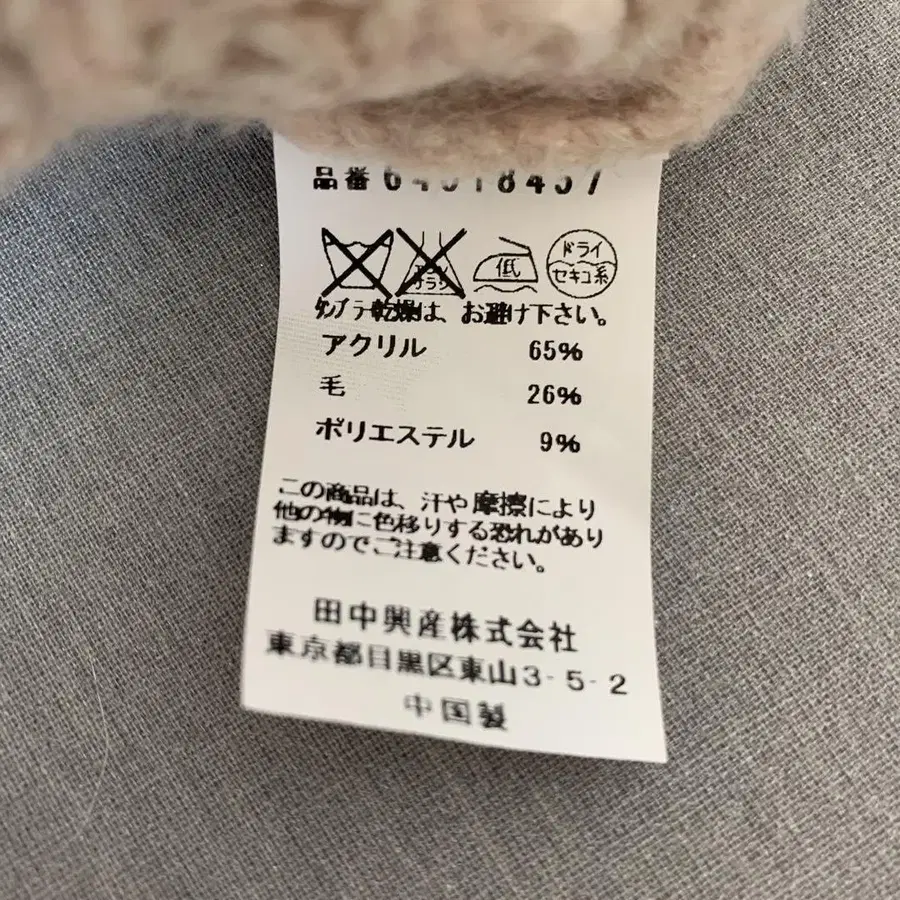 品番 64018437
低
ドライ
セキユ系
タンブラー乾燥は、お避け下さい。
アクリル 65%
毛 26%
ポリエステル 9%
この商品は、汗や摩擦により
他の物に色移りする恐れがあり
ますのでご注意ください。
田中興産株式会社
東京都目黒区東山3-5-2
中国製